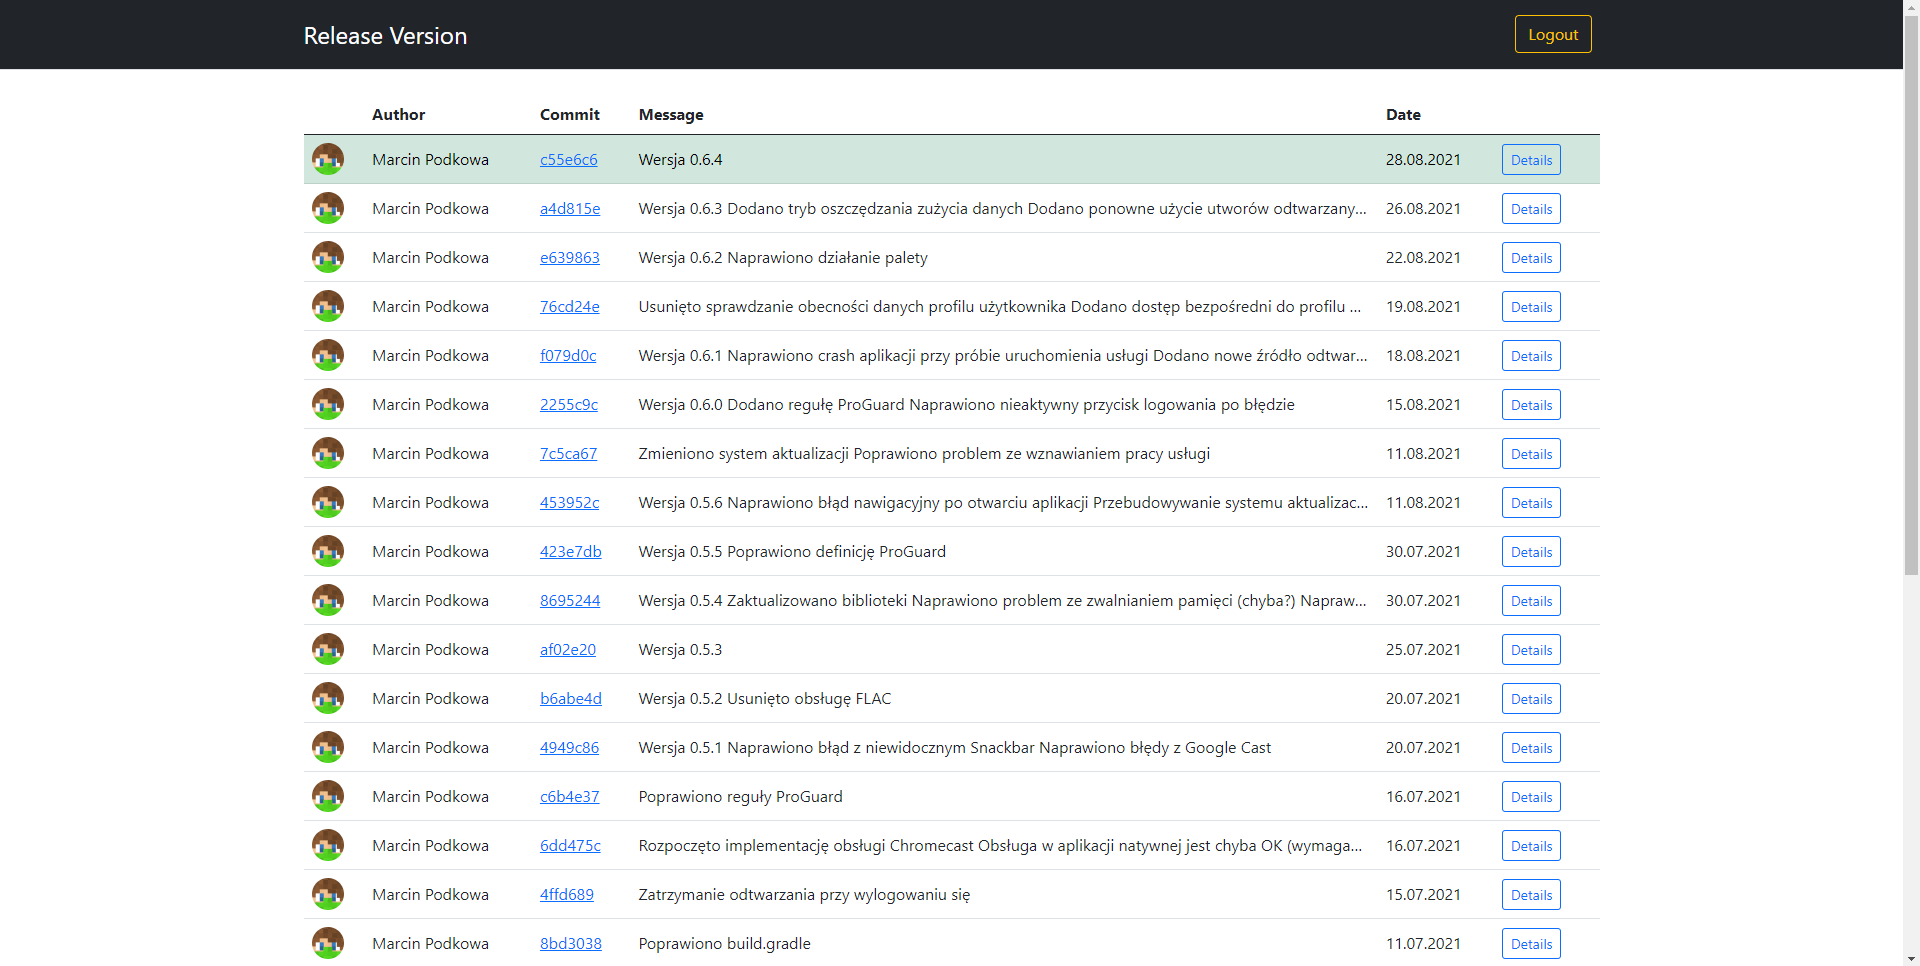 Release Version Logout
Author Commit Message Date
Marcin Podkowa c55e6c6 Wersja 0.6.4 28.08.2021 Details
Marcin Podkowa a4d815e Wersja 0.6.3 Dodano tryb oszczędzania zużycia danych Dodano ponowne użycie utworów odtwarzany... 26.08.2021 Details
Marcin Podkowa e639863 Wersja 0.6.2 Naprawiono działanie palety 22.08.2021 Details
Marcin Podkowa 76cd24e Usunięto sprawdzanie obecności danych profilu użytkownika Dodano dostęp bezpośredni do profilu ... 19.08.2021 Details
Marcin Podkowa f079d0c Wersja 0.6.1 Naprawiono crash aplikacji przy próbie uruchomienia usługi Dodano nowe źródło odtwar... 18.08.2021 Details
Marcin Podkowa 2255c9c Wersja 0.6.0 Dodano regułę ProGuard Naprawiono nieaktywny przycisk logowania po błędzie 15.08.2021 Details
Marcin Podkowa 7c5ca67 Zmieniono system aktualizacji Poprawiono problem ze wznawianiem pracy usługi 11.08.2021 Details
Marcin Podkowa 453952c Wersja 0.5.6 Naprawiono błąd nawigacyjny po otwarciu aplikacji Przebudowywanie systemu aktualizac... 11.08.2021 Details
Marcin Podkowa 423e7db Wersja 0.5.5 Poprawiono definicję ProGuard 30.07.2021 Details
Marcin Podkowa 8695244 Wersja 0.5.4 Zaktualizowano biblioteki Naprawiono problem ze zwalnianiem pamięci (chyba?) Napraw... 30.07.2021 Details
Marcin Podkowa af02e20 Wersja 0.5.3 25.07.2021 Details
Marcin Podkowa b6abe4d Wersja 0.5.2 Usunięto obsługę FLAC 20.07.2021 Details
Marcin Podkowa 4949c86 Wersja 0.5.1 Naprawiono błąd z niewidocznym Snackbar Naprawiono błędy z Google Cast 20.07.2021 Details
Marcin Podkowa c6b4e37 Poprawiono reguły ProGuard 16.07.2021 Details
Marcin Podkowa 6dd475c Rozpoczęto implementację obsługi Chromecast Obsługa w aplikacji natywnej jest chyba OK (wymaga... 16.07.2021 Details
Marcin Podkowa 4ffd689 Zatrzymanie odtwarzania przy wylogowaniu się 15.07.2021 Details
Marcin Podkowa 8bd3038 Poprawiono build.gradle 11.07.2021 Details